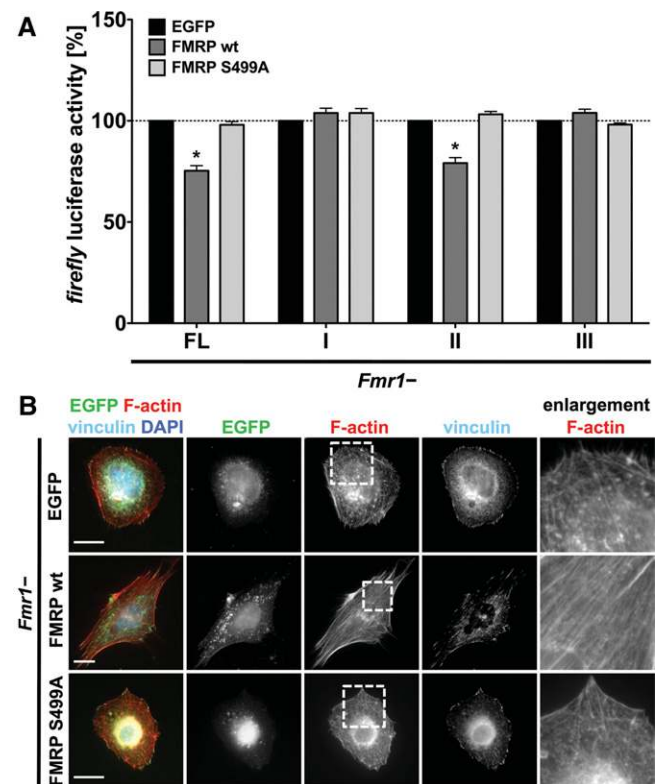 A
firefly luciferase activity [%]
150
100
50
0
EGFP
FMRP wt
FMRP S499A
*
*
FL I II III
Fmr1−
B
EGFP F-actin
vinculin DAPI
EGFP
F-actin
vinculin
enlargement
F-actin
Fmr1−
EGFP
FMRP wt
FMRP S499A